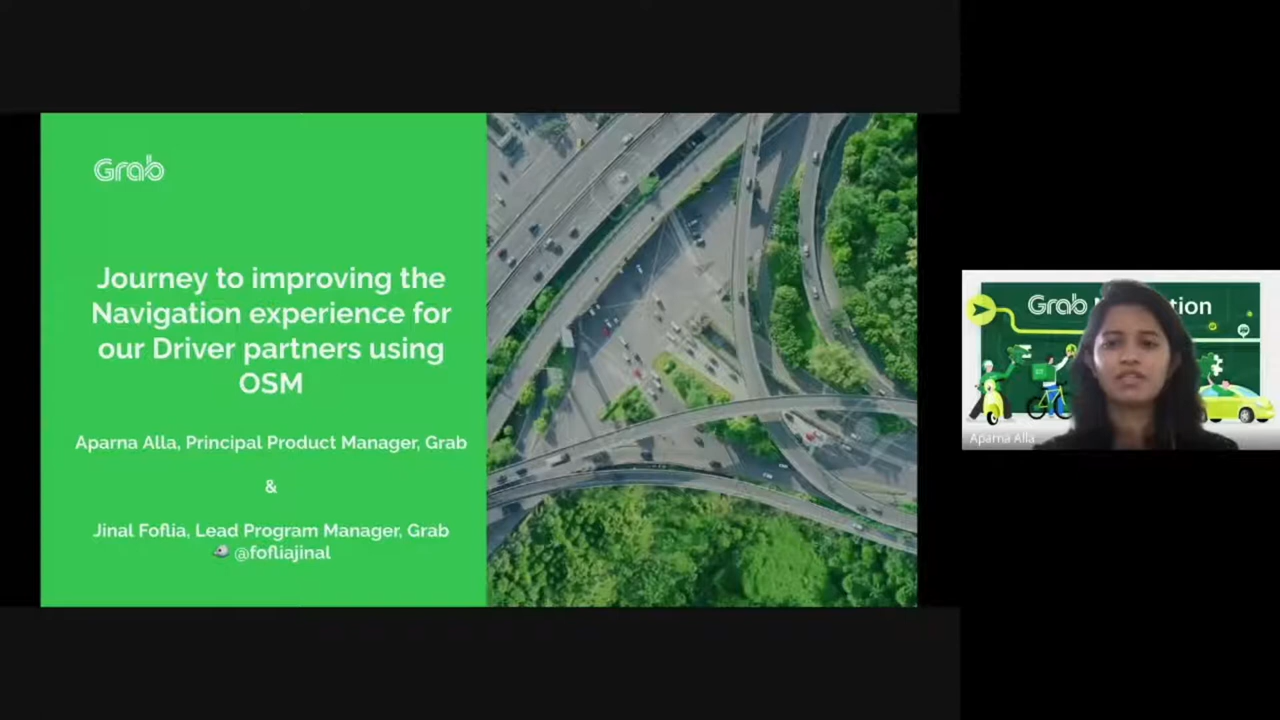 Grab
Journey to improving the
Navigation experience for
our Driver partners using
OSM
Aparna Alla, Principal Product Manager, Grab
&
Jinal Foflia, Lead Program Manager, Grab
@fofliajinal
Grab
Aparna Alla